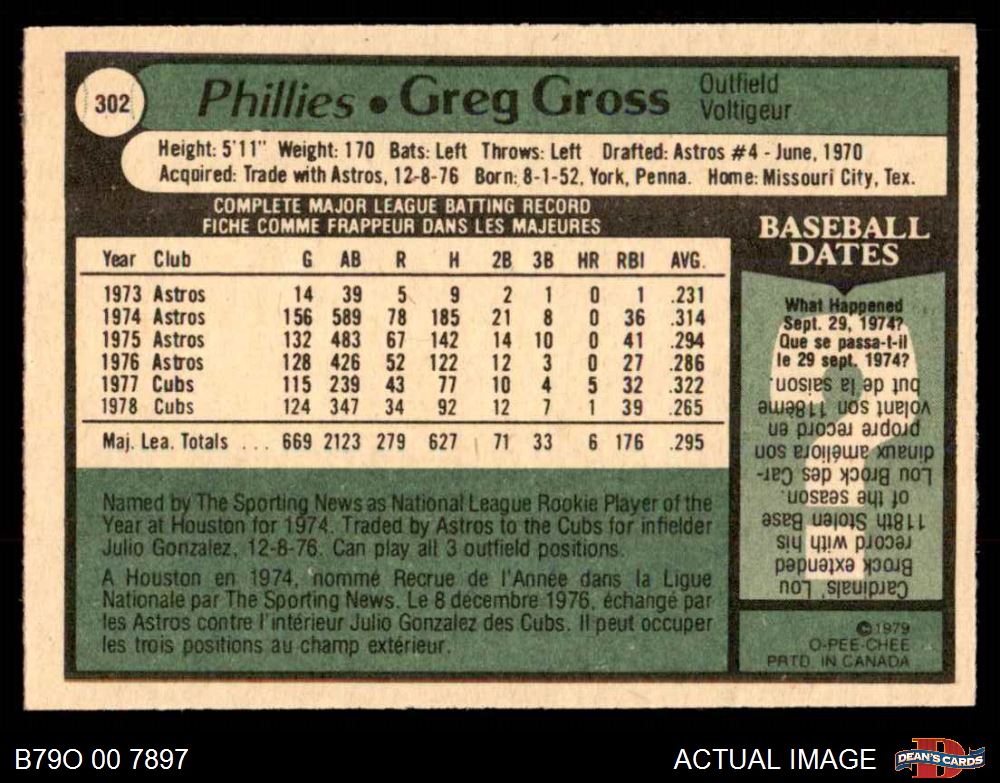 302
Phillies • Greg Gross
Outfield
Voltigeur
Height: 5'11" Weight: 170 Bats: Left Throws: Left Drafted: Astros #4 - June, 1970
Acquired: Trade with Astros, 12-8-76 Born: 8-1-52, York, Penna. Home: Missouri City, Tex.
COMPLETE MAJOR LEAGUE BATTING RECORD
FICHE COMME FRAPPEUR DANS LES MAJEURES
Year Club G AB R H 2B 3B HR RBI AVG.
1973 Astros 14 39 5 9 2 1 0 1 .231
1974 Astros 156 589 78 185 21 8 0 36 .314
1975 Astros 132 483 67 142 14 10 0 41 .294
1976 Astros 128 426 52 122 12 3 0 27 .286
1977 Cubs 115 239 43 77 10 4 5 32 .322
1978 Cubs 124 347 34 92 12 7 1 39 .265
Maj. Lea. Totals ... 669 2123 279 627 71 33 6 176 .295
Named by The Sporting News as National League Rookie Player of the
Year at Houston for 1974. Traded by Astros to the Cubs for infielder
Julio Gonzalez, 12-8-76. Can play all 3 outfield positions.
A Houston en 1974, nommé Recrue de l'Année dans la Ligue
Nationale par The Sporting News. Le 8 décembre 1976, échangé par
les Astros contre l'intérieur Julio Gonzalez des Cubs. Il peut occuper
les trois positions au champ extérieur.
BASEBALL
DATES
What Happened
Sept. 29, 1974?
Que se passa-t-il
le 29 sept. 1974?
Cardinals' Lou
Brock extended
record with his
118th Stolen Base
of the season.
Lou Brock des Car-
dinaux améliora son
propre record en
volant son 118ème
but de la saison.
©1979
O-PEE-CHEE
PRTD. IN CANADA
B79O 00 7897
ACTUAL IMAGE
DEAN'S CARDS